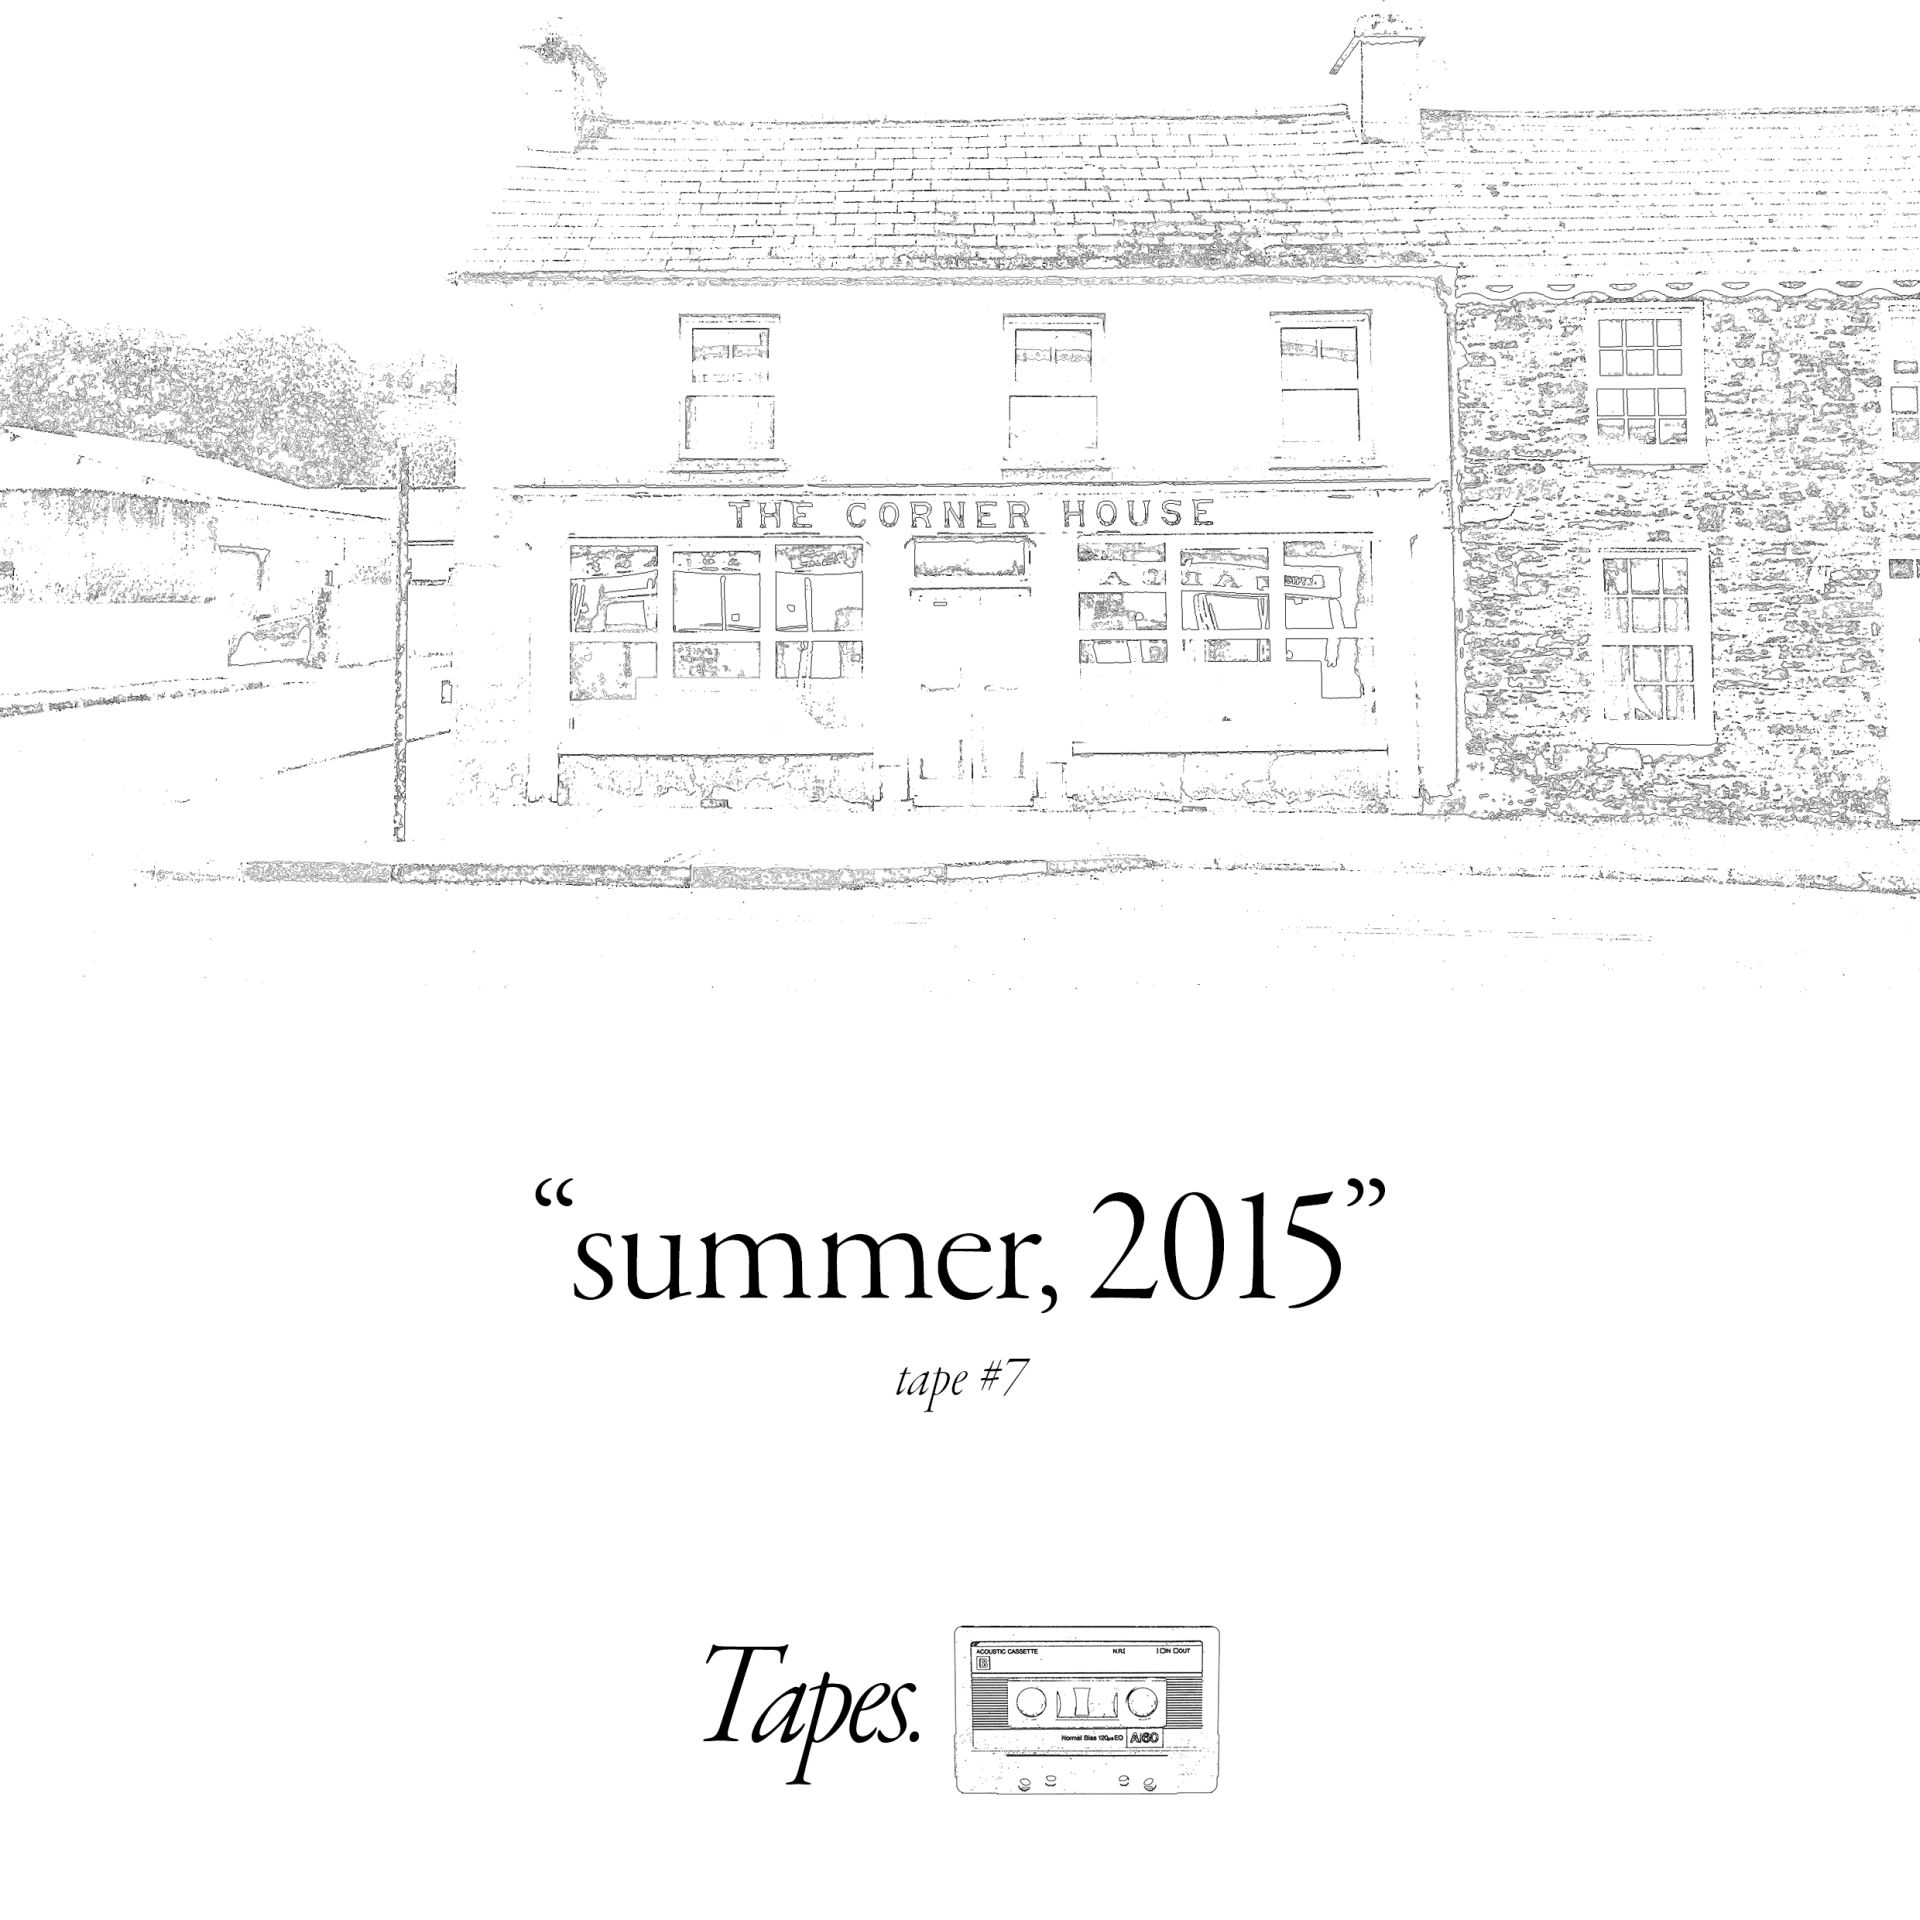 THE CORNER HOUSE
“summer, 2015”
tape #7
Tapes.
ACOUSTIC CASSETTE
B
IN OUT
Normal Bias 120µs EQ
A/60